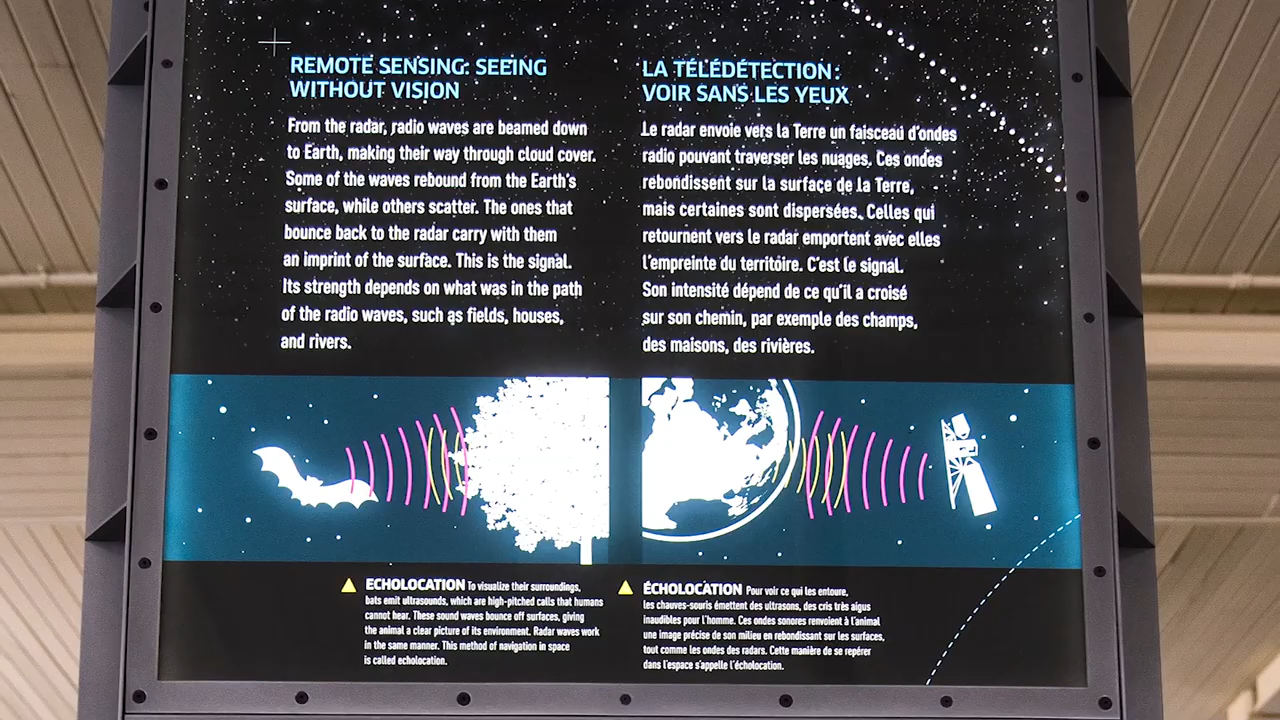 REMOTE SENSING: SEEING
WITHOUT VISION
From the radar, radio waves are beamed down
to Earth, making their way through cloud cover.
Some of the waves rebound from the Earth's
surface, while others scatter. The ones that
bounce back to the radar carry with them
an imprint of the surface. This is the signal.
Its strength depends on what was in the path
of the radio waves, such as fields, houses,
and rivers.
LA TÉLÉDÉTECTION :
VOIR SANS LES YEUX
Le radar envoie vers la Terre un faisceau d'ondes
radio pouvant traverser les nuages. Ces ondes
rebondissent sur la surface de la Terre,
mais certaines sont dispersées. Celles qui
retournent vers le radar emportent avec elles
l'empreinte du territoire. C'est le signal.
Son intensité dépend de ce qu'il a croisé
sur son chemin, par exemple des champs,
des maisons, des rivières.
ECHOLOCATION To visualize their surroundings,
bats emit ultrasounds, which are high-pitched calls that humans
cannot hear. These sound waves bounce off surfaces, giving
the animal a clear picture of its environment. Radar waves work
in the same manner. This method of navigation in space
is called echolocation.
ÉCHOLOCATION Pour voir ce qui les entoure,
les chauves-souris émettent des ultrasons, des cris très aigus
inaudibles pour l'homme. Ces ondes sonores renvoient à l'animal
une image précise de son milieu en rebondissant sur les surfaces,
tout comme les ondes des radars. Cette manière de se repérer
dans l'espace s'appelle l'écholocation.